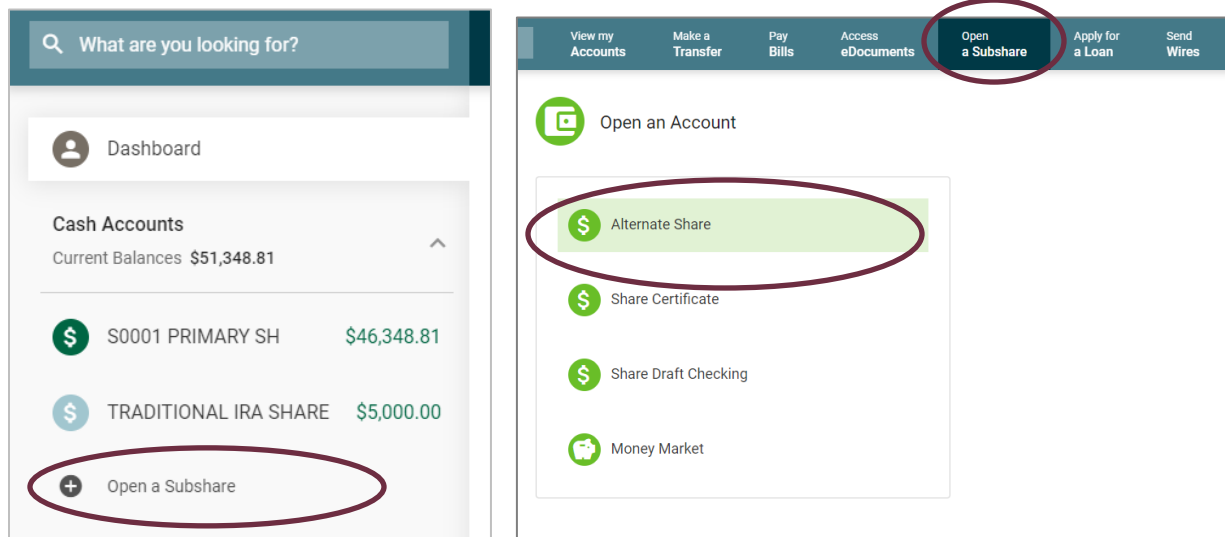 What are you looking for?
Dashboard
Cash Accounts
Current Balances $51,348.81
S0001 PRIMARY SH $46,348.81
TRADITIONAL IRA SHARE $5,000.00
Open a Subshare
View my Accounts
Make a Transfer
Pay Bills
Access eDocuments
Open a Subshare
Apply for a Loan
Send Wires
Open an Account
Alternate Share
Share Certificate
Share Draft Checking
Money Market